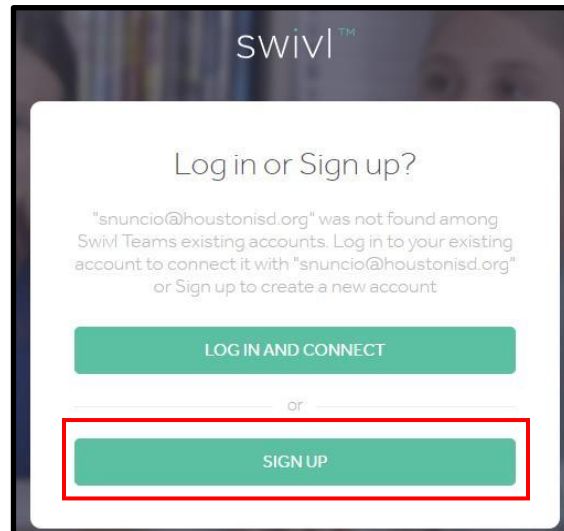 swivl™
Log in or Sign up?
"snuncio@houstonisd.org" was not found among
Swivl Teams existing accounts. Log in to your existing
account to connect it with "snuncio@houstonisd.org"
or Sign up to create a new account
LOG IN AND CONNECT
or
SIGN UP